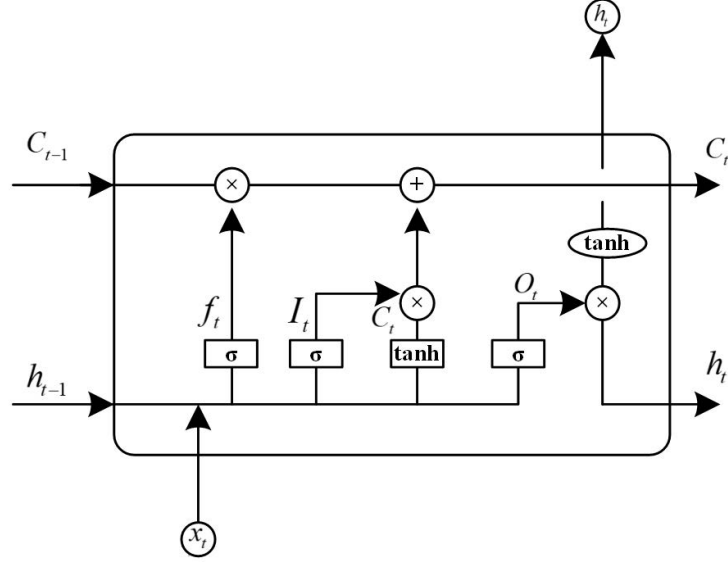 h_t
C_{t-1}
C_t
×
+
tanh
f_t
I_t
C_t
×
O_t
×
σ
σ
tanh
σ
h_{t-1}
h_t
x_t